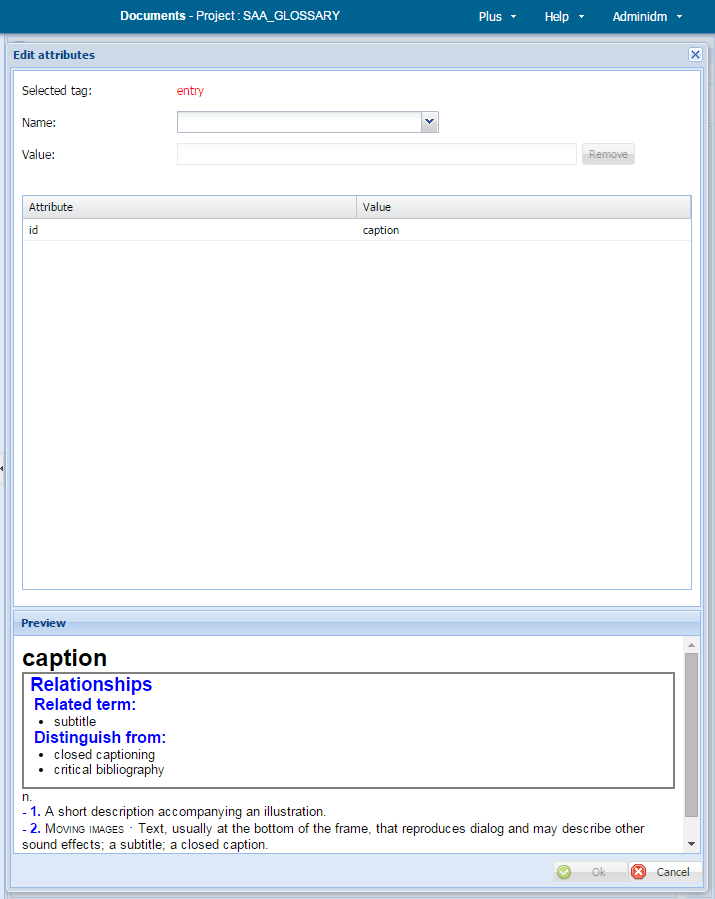 Documents - Project : SAA_GLOSSARY Plus Help Adminidm
Edit attributes
Selected tag: entry
Name:
Value: Remove
Attribute Value
id caption
Preview
caption
Relationships
Related term:
• subtitle
Distinguish from:
• closed captioning
• critical bibliography
n.
- 1. A short description accompanying an illustration.
- 2. MOVING IMAGES · Text, usually at the bottom of the frame, that reproduces dialog and may describe other
sound effects; a subtitle; a closed caption.
Ok Cancel